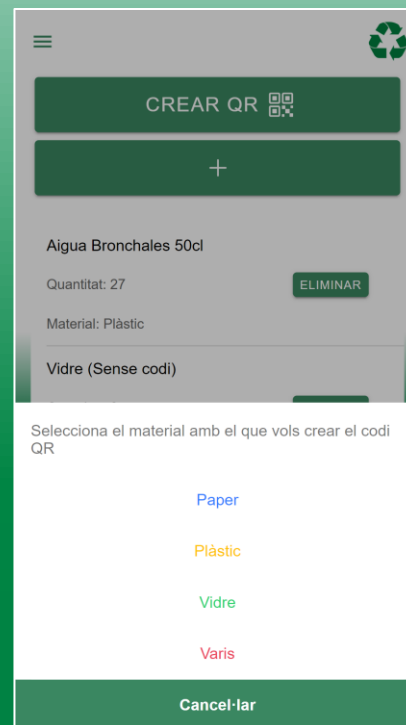 CREAR QR
+
Aigua Bronchales 50cl
Quantitat: 27
ELIMINAR
Material: Plàstic
Vidre (Sense codi)
Selecciona el material amb el que vols crear el codi
QR
Paper
Plàstic
Vidre
Varis
Cancel·lar